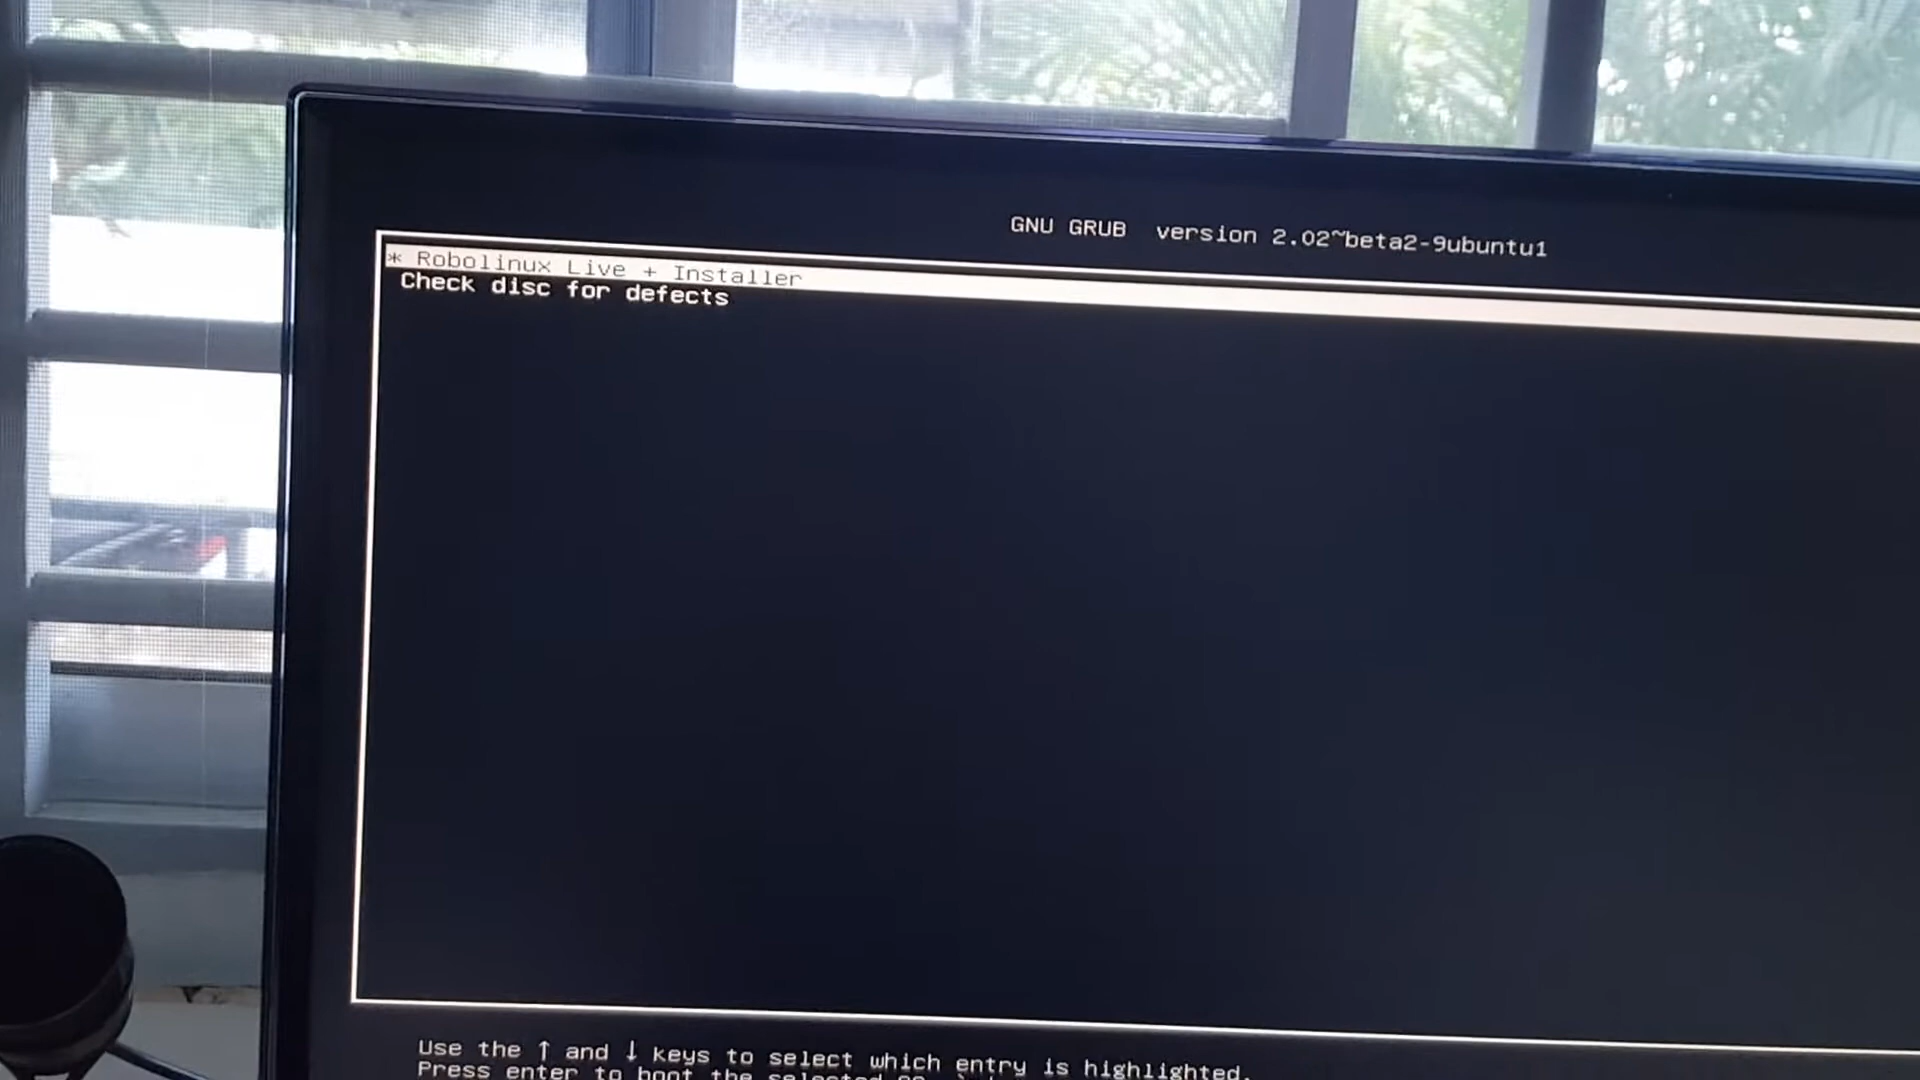 GNU GRUB version 2.02~beta2-9ubuntu1
* Robolinux Live + Installer
Check disc for defects
Use the ↑ and ↓ keys to select which entry is highlighted.
Press enter to boot the selected